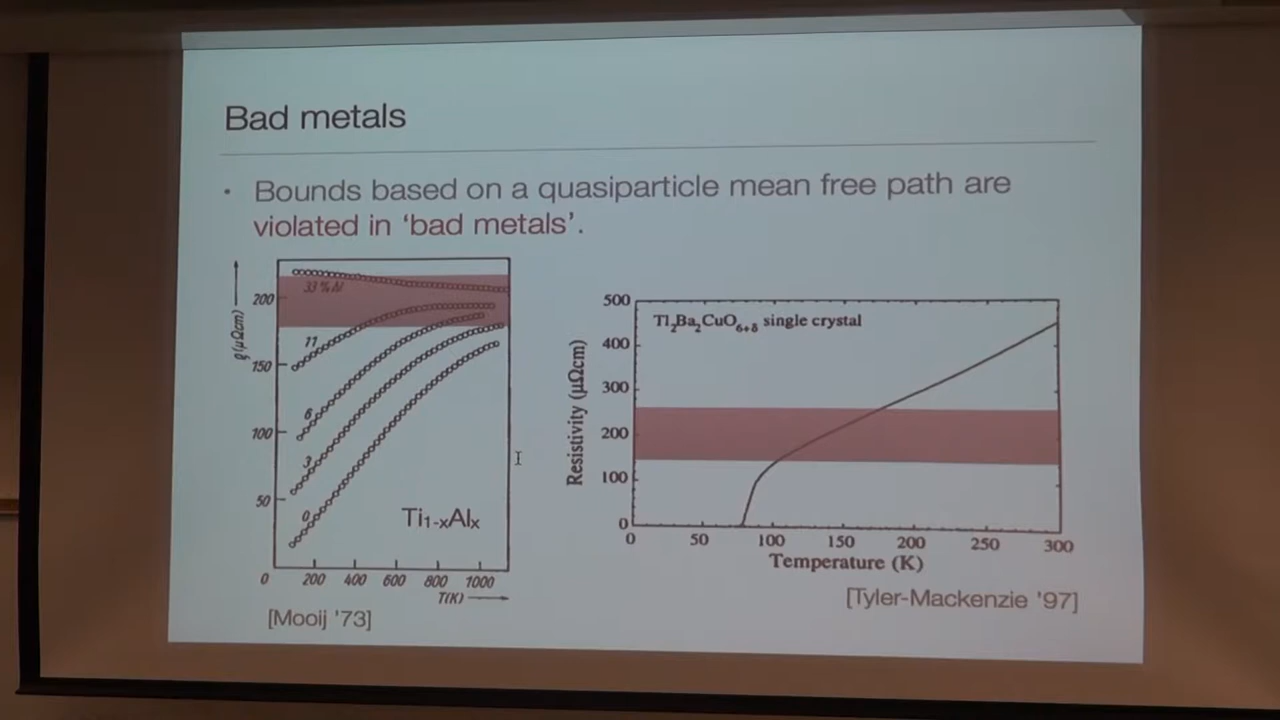 Bad metals
• Bounds based on a quasiparticle mean free path are
violated in ‘bad metals’.
ϱ(μΩcm)
200
150
100
50
0
33 % Al
11
6
3
0
Ti₁₋ₓAlₓ
200 400 600 800 1000
T(K)
[Mooij '73]
Resistivity (μΩcm)
500
400
300
200
100
0
Tl₂Ba₂CuO₆₊δ single crystal
0 50 100 150 200 250 300
Temperature (K)
[Tyler-Mackenzie '97]